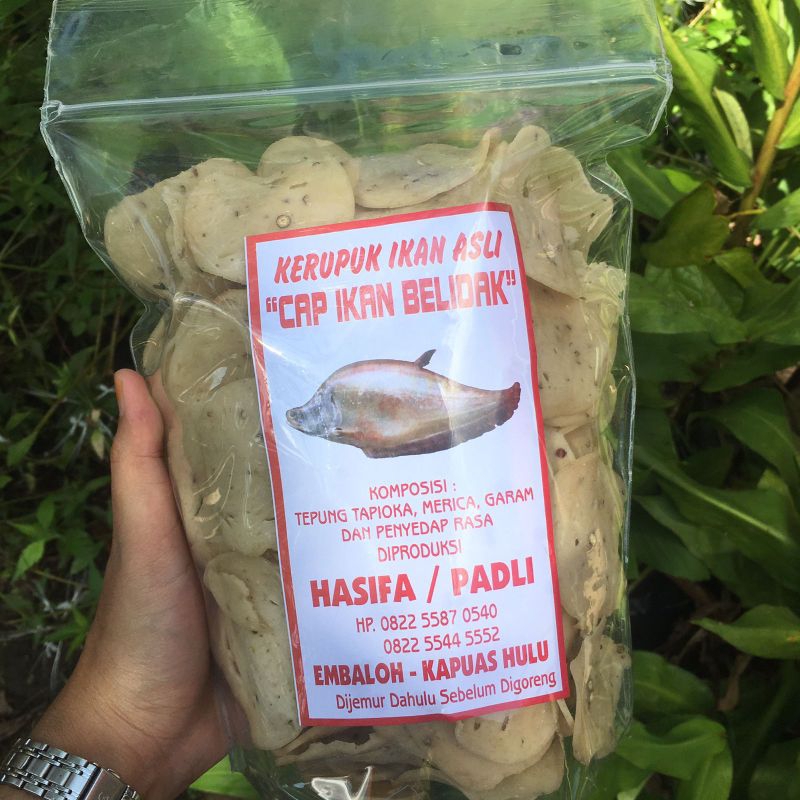 KERUPUK IKAN ASLI
"CAP IKAN BELIDAK"
KOMPOSISI :
TEPUNG TAPIOKA, MERICA, GARAM
DAN PENYEDAP RASA
DIPRODUKSI
HASIFA / PADLI
HP. 0822 5587 0540
0822 5544 5552
EMBALOH - KAPUAS HULU
Dijemur Dahulu Sebelum Digoreng